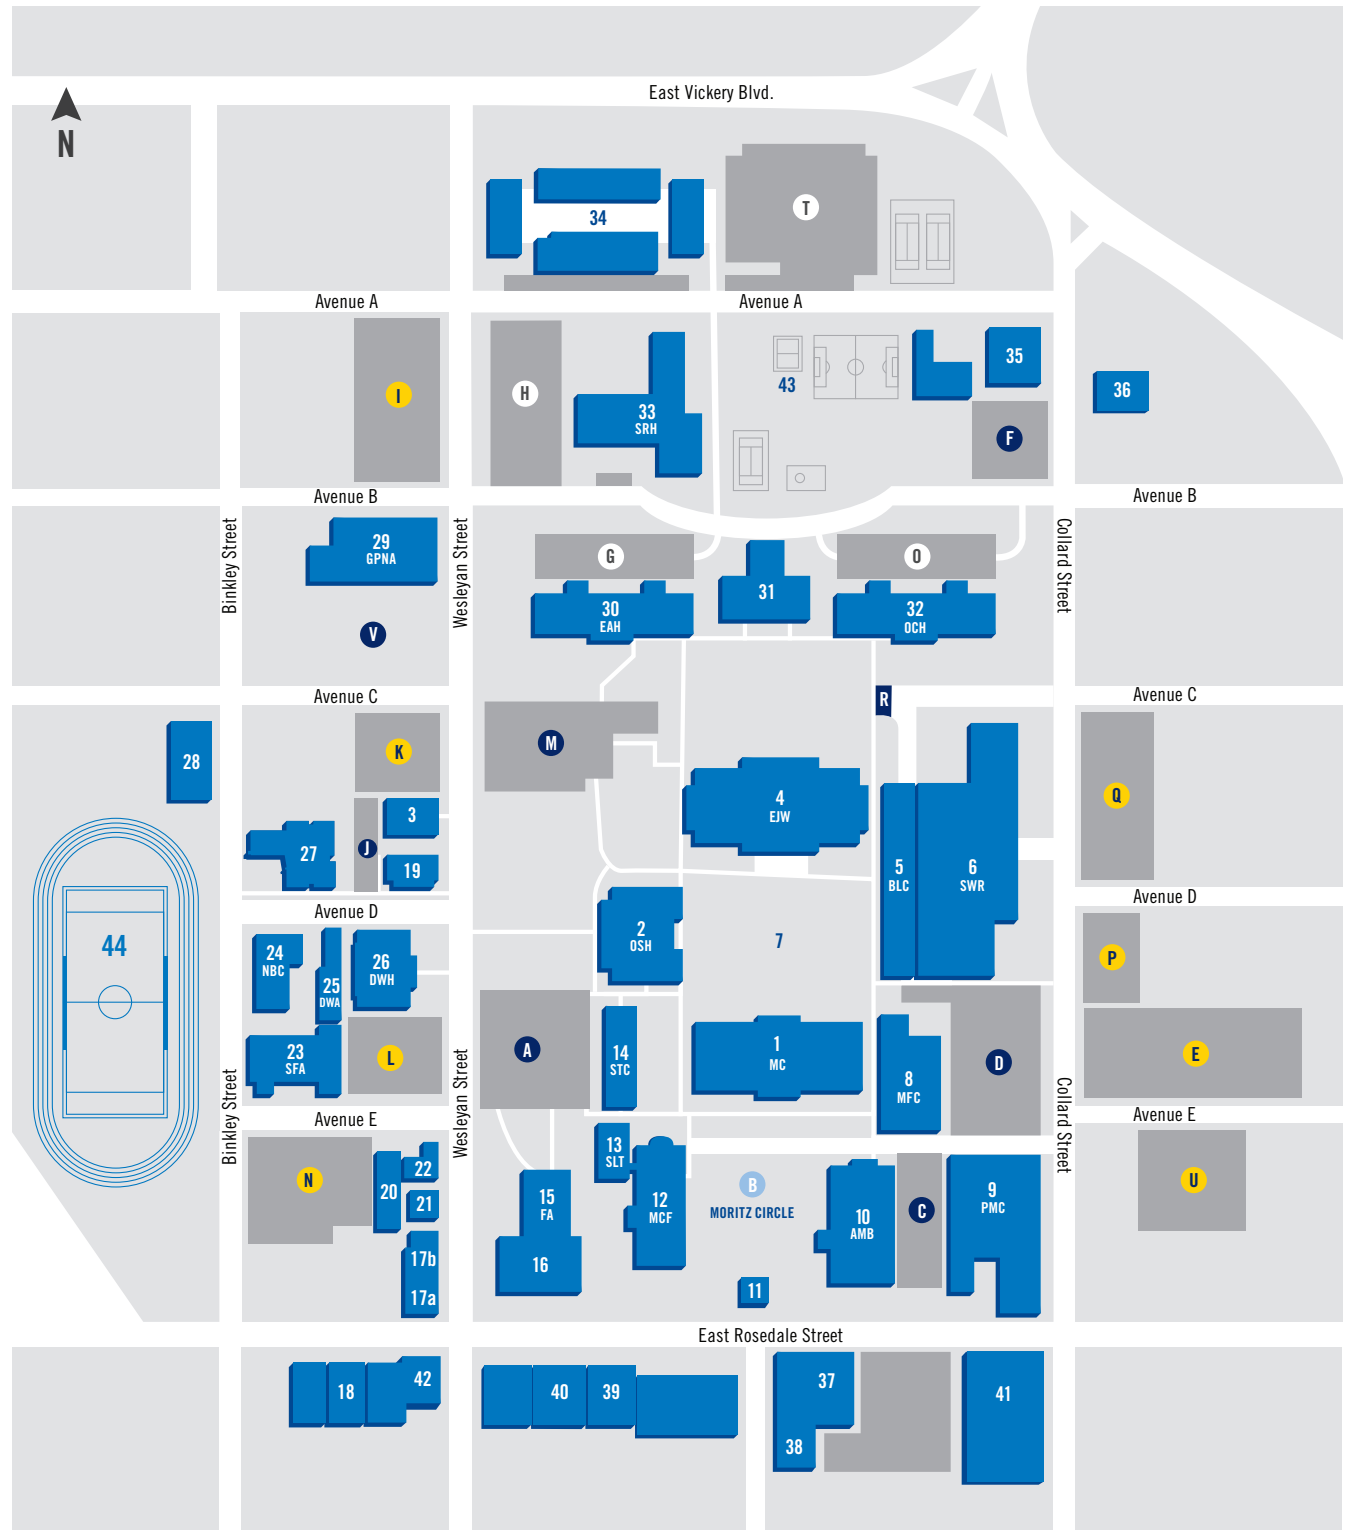 East Vickery Blvd.
N
34
T
Avenue A
Avenue A
I
H
33
SRH
43
35
36
F
Avenue B
Avenue B
Binkley Street
Wesleyan Street
Collard Street
29
GPNA
V
G
30
EAH
31
O
32
OCH
Avenue C
Avenue C
R
28
K
M
3
J
27
19
4
EJW
5
BLC
6
SWR
Q
Avenue D
Avenue D
44
24
NBC
25
DWA
26
DWH
2
OSH
7
P
23
SFA
L
A
14
STC
1
MC
8
MFC
D
E
Binkley Street
Wesleyan Street
Collard Street
Avenue E
Avenue E
N
22
20
21
17b
17a
13
SLT
15
FA
16
12
MCF
B
MORITZ CIRCLE
11
10
AMB
C
9
PMC
U
East Rosedale Street
18
42
40
39
37
38
41